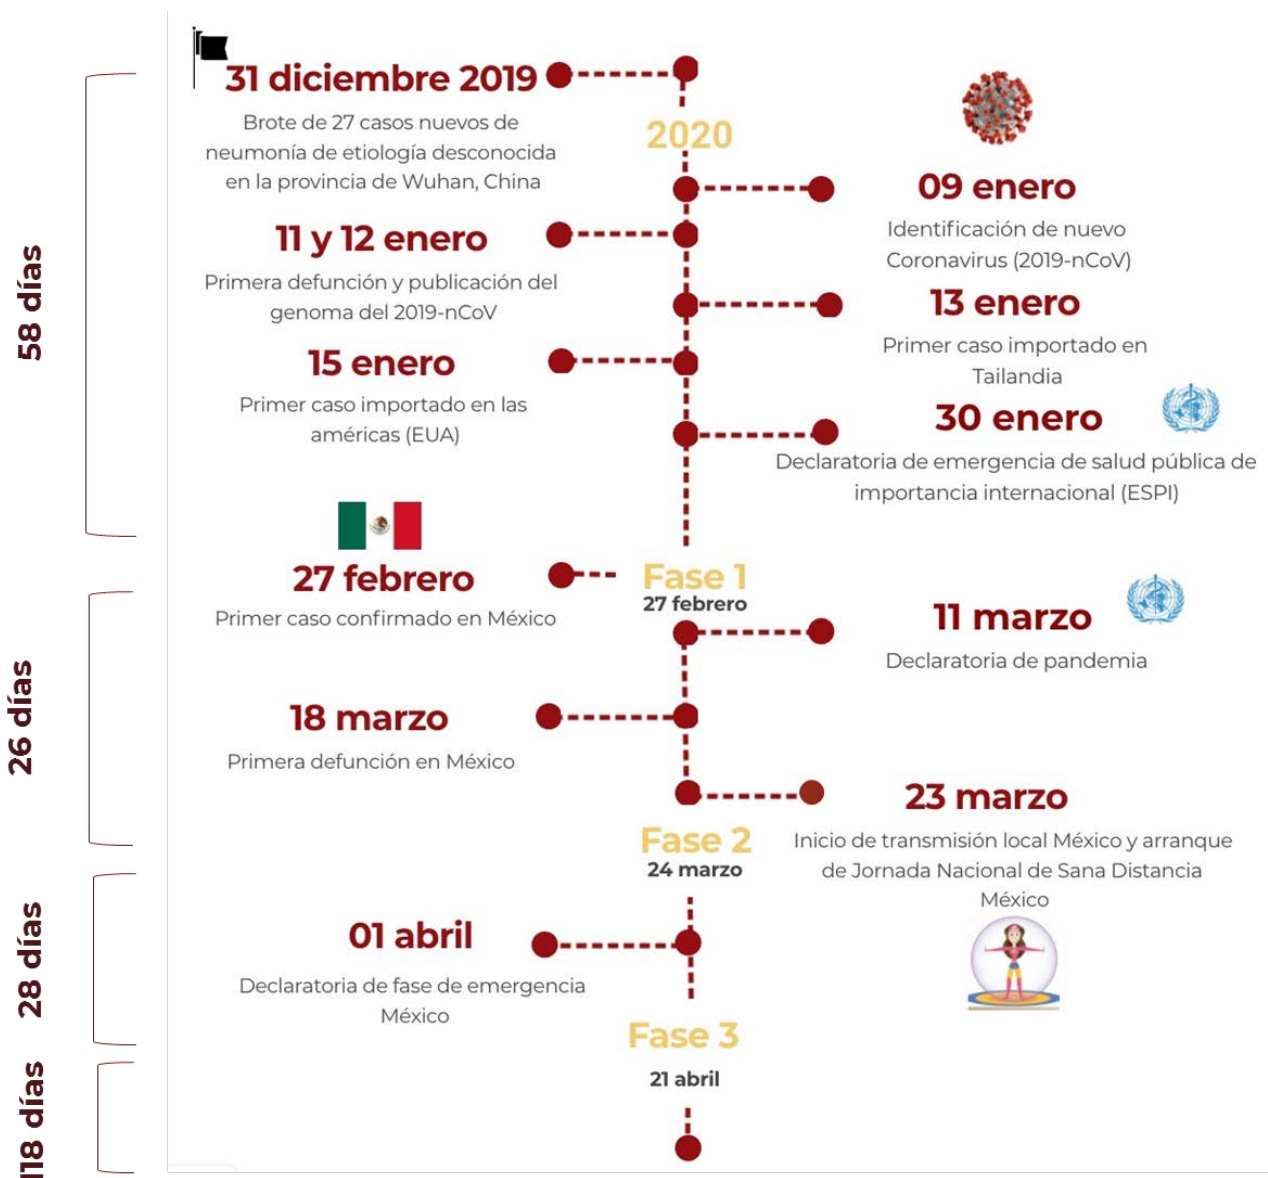 58 días
26 días
28 días
118 días
31 diciembre 2019
Brote de 27 casos nuevos de
neumonía de etiología desconocida
en la provincia de Wuhan, China
2020
09 enero
Identificación de nuevo
Coronavirus (2019-nCoV)
11 y 12 enero
Primera defunción y publicación del
genoma del 2019-nCoV
13 enero
Primer caso importado en
Tailandia
15 enero
Primer caso importado en las
américas (EUA)
30 enero
Declaratoria de emergencia de salud pública de
importancia internacional (ESPI)
27 febrero
Primer caso confirmado en México
Fase 1
27 febrero
11 marzo
Declaratoria de pandemia
18 marzo
Primera defunción en México
23 marzo
Inicio de transmisión local México y arranque
de Jornada Nacional de Sana Distancia
México
Fase 2
24 marzo
01 abril
Declaratoria de fase de emergencia
México
Fase 3
21 abril